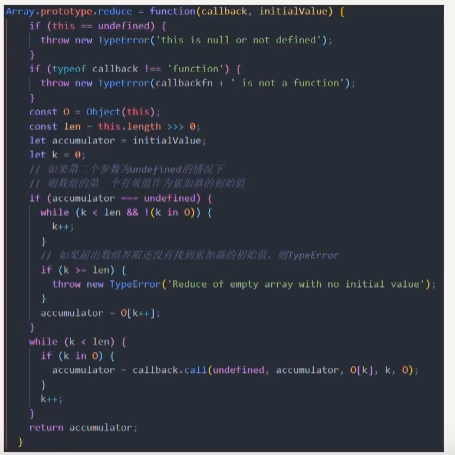 Array.prototype.reduce = function(callback, initialValue) {
if (this == undefined) {
throw new TypeError('this is null or not defined');
}
if (typeof callback !== 'function') {
throw new TypeError(callbackfn + ' is not a function');
}
const O = Object(this);
const len = this.length >>> 0;
let accumulator = initialValue;
let k = 0;
// 如果第二个参数为undefined的情况下
// 则数组的第一个有效值作为累加器的初始值
if (accumulator === undefined) {
while (k < len && !(k in O)) {
k++;
}
// 如果超出数组界限还没有找到累加器的初始值，则TypeError
if (k >= len) {
throw new TypeError('Reduce of empty array with no initial value');
}
accumulator = O[k++];
}
while (k < len) {
if (k in O) {
accumulator = callback.call(undefined, accumulator, O[k], k, O);
}
k++;
}
return accumulator;
}